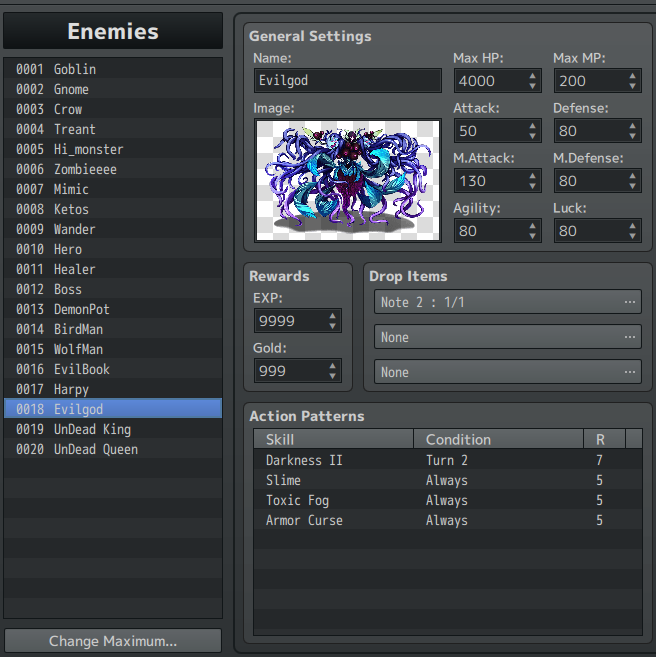 Enemies
0001 Goblin
0002 Gnome
0003 Crow
0004 Treant
0005 Hi_monster
0006 Zombieeee
0007 Mimic
0008 Ketos
0009 Wander
0010 Hero
0011 Healer
0012 Boss
0013 DemonPot
0014 BirdMan
0015 WolfMan
0016 EvilBook
0017 Harpy
0018 Evilgod
0019 UnDead King
0020 UnDead Queen
Change Maximum...
General Settings
Name: Max HP: Max MP:
Evilgod 4000 200
Image: Attack: Defense:
50 80
M.Attack: M.Defense:
130 80
Agility: Luck:
80 80
Rewards
EXP:
9999
Gold:
999
Drop Items
Note 2 : 1/1 ...
None ...
None ...
Action Patterns
Skill Condition R
Darkness II Turn 2 7
Slime Always 5
Toxic Fog Always 5
Armor Curse Always 5